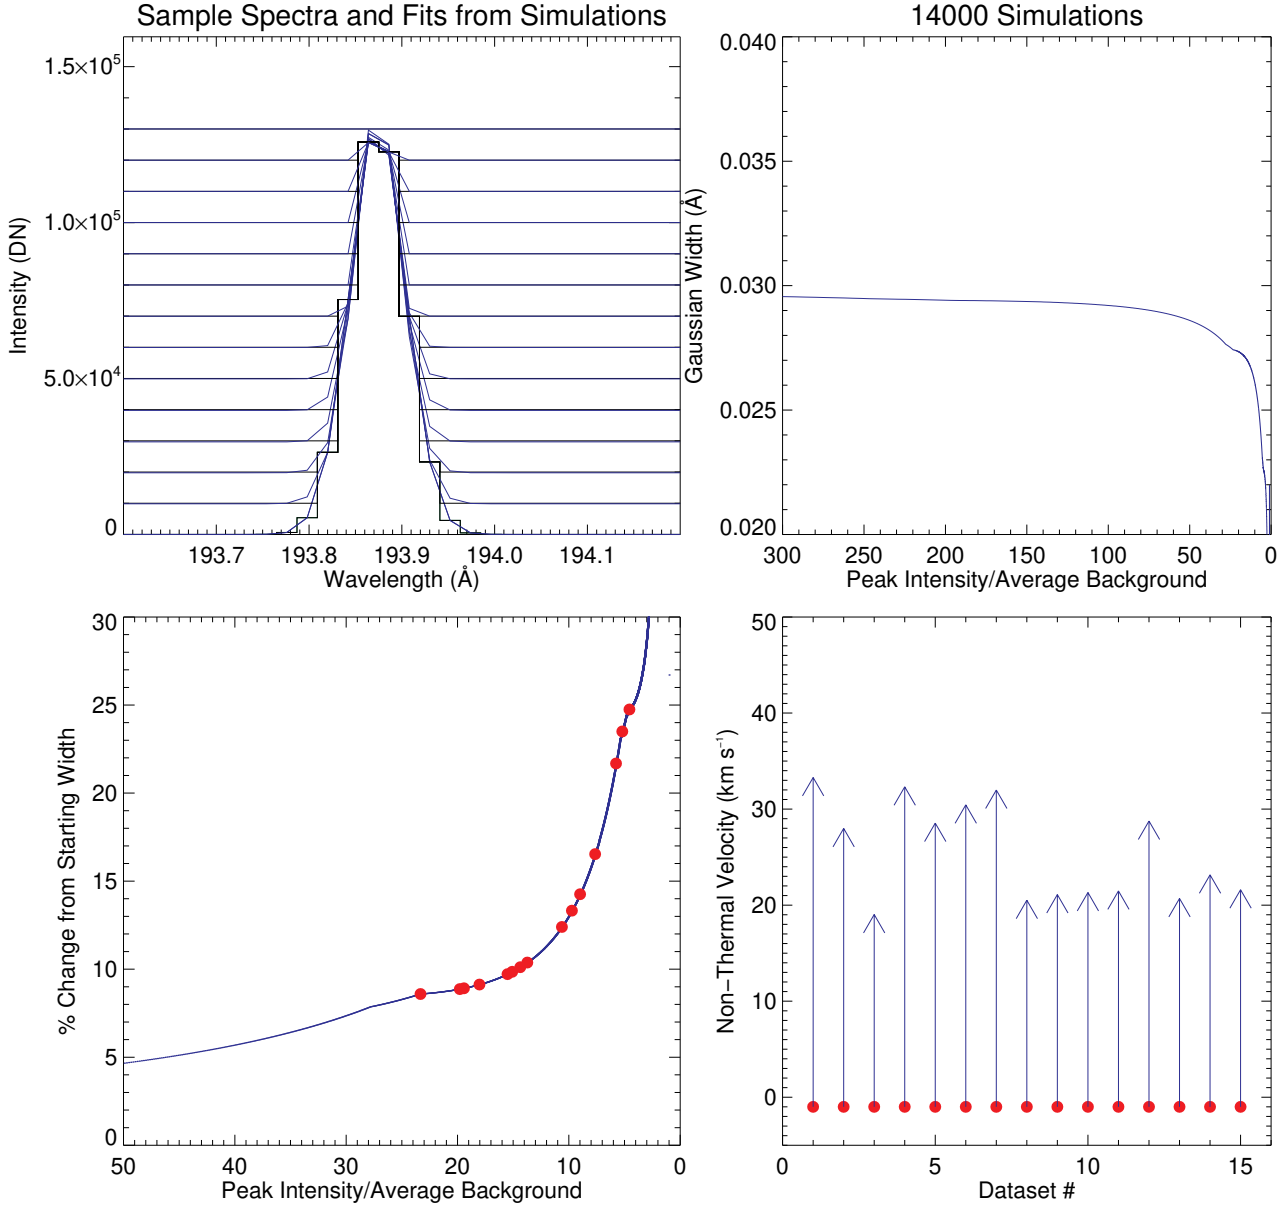 Sample Spectra and Fits from Simulations
1.5×10⁵
1.0×10⁵
5.0×10⁴
0
Intensity (DN)
193.7 193.8 193.9 194.0 194.1
Wavelength (Å)
14000 Simulations
0.040
0.035
0.030
0.025
0.020
Gaussian Width (Å)
300 200 150 100 50 0
Peak Intensity/Average Background
30
25
20
15
10
5
0
% Change from Starting Width
50 40 30 20 10 0
Peak Intensity/Average Background
50
40
30
20
10
0
Non−Thermal Velocity (km s⁻¹)
0 5 10 15
Dataset #